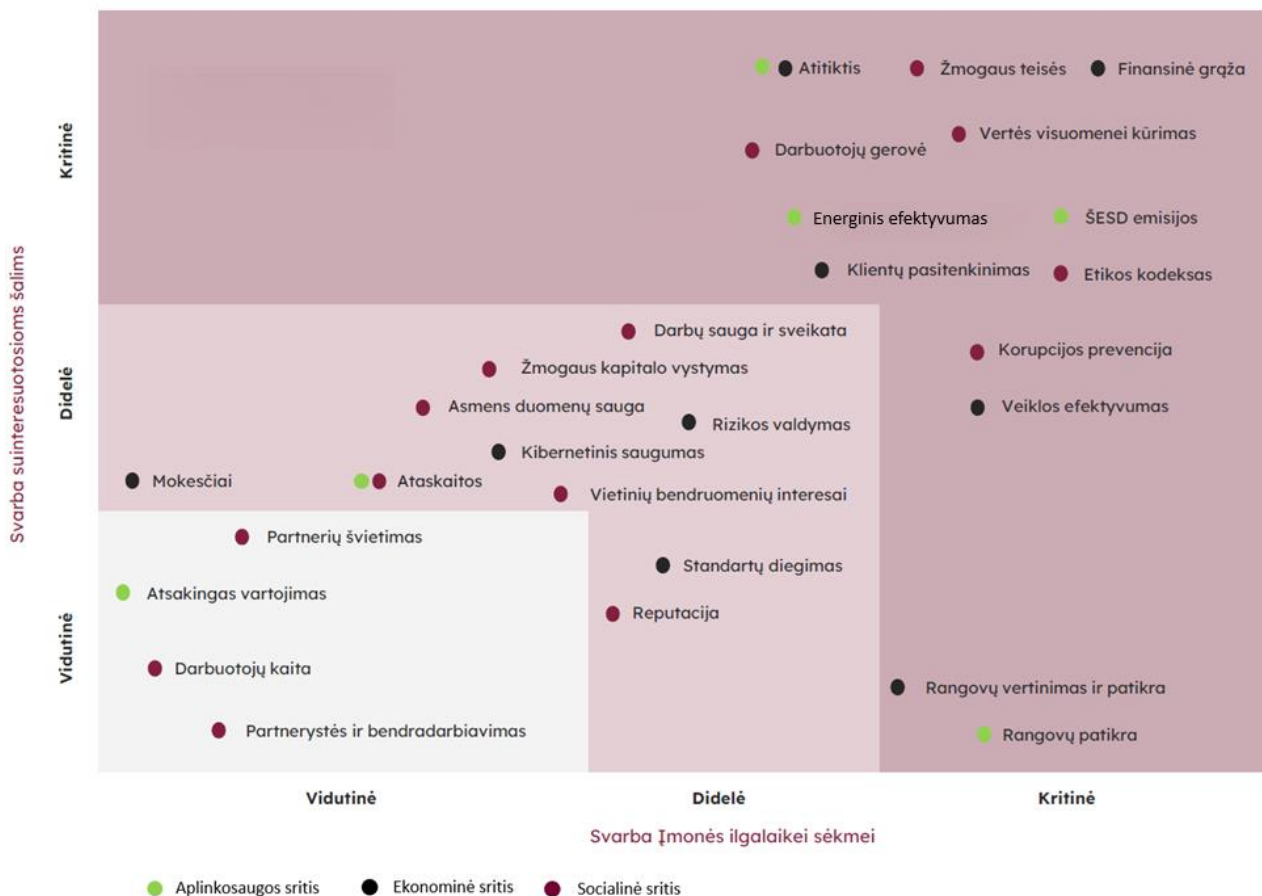 Svarba suinteresuotosioms šalims
Kritinė
Didelė
Vidutinė
Atitiktis
Žmogaus teisės
Finansinė grąža
Vertės visuomenei kūrimas
Darbuotojų gerovė
Energinis efektyvumas
ŠESD emisijos
Klientų pasitenkinimas
Etikos kodeksas
Darbų sauga ir sveikata
Korupcijos prevencija
Žmogaus kapitalo vystymas
Asmens duomenų sauga
Veiklos efektyvumas
Rizikos valdymas
Kibernetinis saugumas
Mokesčiai
Ataskaitos
Vietinių bendruomenių interesai
Partnerių švietimas
Standartų diegimas
Atsakingas vartojimas
Reputacija
Darbuotojų kaita
Rangovų vertinimas ir patikra
Partnerystės ir bendradarbiavimas
Rangovų patikra
Vidutinė
Didelė
Kritinė
Svarba Įmonės ilgalaikei sėkmei
Aplinkosaugos sritis
Ekonominė sritis
Socialinė sritis